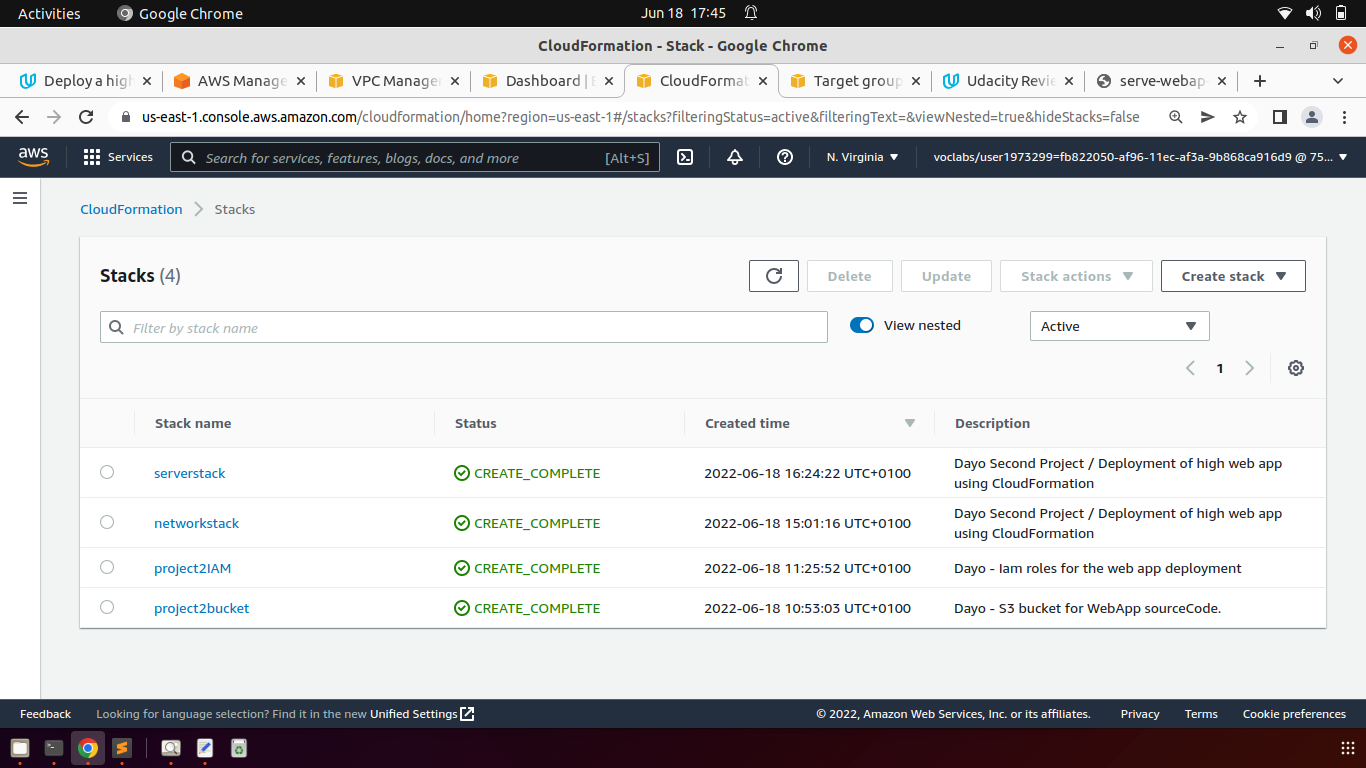 Activities Google Chrome Jun 18 17:45
CloudFormation - Stack - Google Chrome
Deploy a high AWS Manage VPC Manage Dashboard | E CloudFormat Target group Udacity Revie serve-webap
us-east-1.console.aws.amazon.com/cloudformation/home?region=us-east-1#/stacks?filteringStatus=active&filteringText=&viewNested=true&hideStacks=false
aws Services Search for services, features, blogs, docs, and more [Alt+S] N. Virginia voclabs/user1973299=fb822050-af96-11ec-af3a-9b868ca916d9 @ 75...
CloudFormation Stacks
Stacks (4) Delete Update Stack actions Create stack
Filter by stack name View nested Active
1
Stack name Status Created time Description
serverstack CREATE_COMPLETE 2022-06-18 16:24:22 UTC+0100 Dayo Second Project / Deployment of high web app
using CloudFormation
networkstack CREATE_COMPLETE 2022-06-18 15:01:16 UTC+0100 Dayo Second Project / Deployment of high web app
using CloudFormation
project2IAM CREATE_COMPLETE 2022-06-18 11:25:52 UTC+0100 Dayo - Iam roles for the web app deployment
project2bucket CREATE_COMPLETE 2022-06-18 10:53:03 UTC+0100 Dayo - S3 bucket for WebApp sourceCode.
Feedback Looking for language selection? Find it in the new Unified Settings © 2022, Amazon Web Services, Inc. or its affiliates. Privacy Terms Cookie preferences